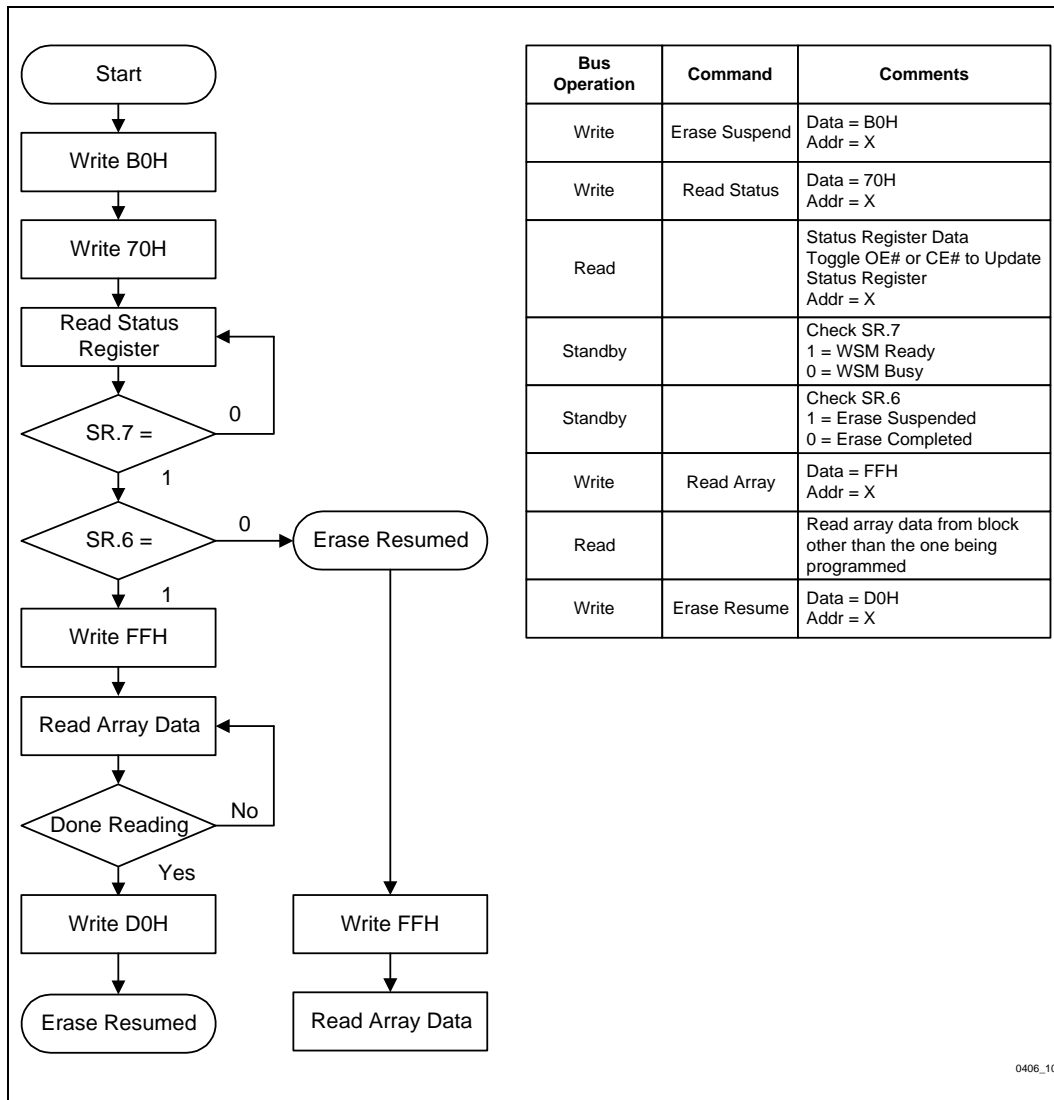 Start
Write B0H
Write 70H
Read Status
Register
0
SR.7 =
1
0
SR.6 =
Erase Resumed
1
Write FFH
Read Array Data
No
Done Reading
Yes
Write D0H
Write FFH
Erase Resumed
Read Array Data
Bus
Operation
Command
Comments
Write
Erase Suspend
Data = B0H
Addr = X
Write
Read Status
Data = 70H
Addr = X
Read
Status Register Data
Toggle OE# or CE# to Update
Status Register
Addr = X
Standby
Check SR.7
1 = WSM Ready
0 = WSM Busy
Standby
Check SR.6
1 = Erase Suspended
0 = Erase Completed
Write
Read Array
Data = FFH
Addr = X
Read
Read array data from block
other than the one being
programmed
Write
Erase Resume
Data = D0H
Addr = X
0406_10